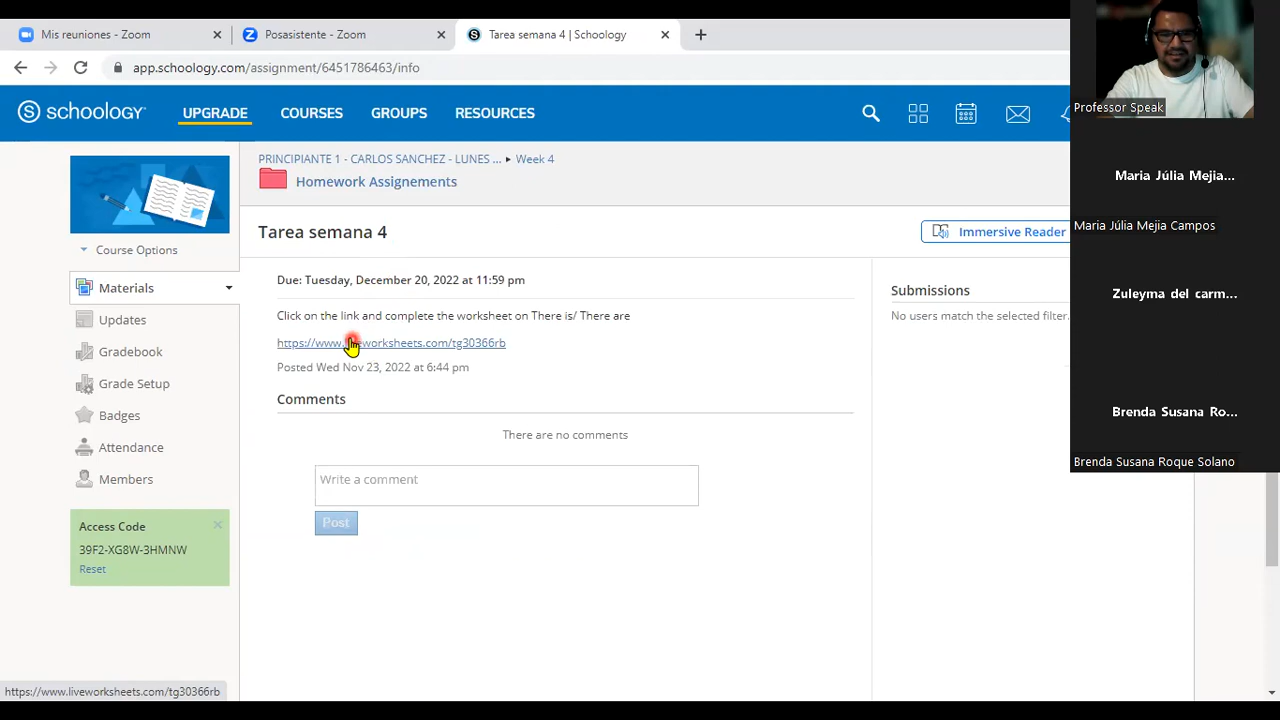 Mis reuniones - Zoom
Posasistente - Zoom
Tarea semana 4 | Schoology
app.schoology.com/assignment/6451786463/info
schoology
UPGRADE
COURSES
GROUPS
RESOURCES
Professor Speak
PRINCIPIANTE 1 - CARLOS SANCHEZ - LUNES ... ▸ Week 4
Homework Assignements
Course Options
Materials
Updates
Gradebook
Grade Setup
Badges
Attendance
Members
Access Code
39F2-XG8W-3HMNW
Reset
Tarea semana 4
Immersive Reader
Due: Tuesday, December 20, 2022 at 11:59 pm
Click on the link and complete the worksheet on There is/ There are
https://www.liveworksheets.com/tg30366rb
Posted Wed Nov 23, 2022 at 6:44 pm
Comments
There are no comments
Write a comment
Post
Submissions
No users match the selected filter.
Maria Júlia Mejia...
Maria Júlia Mejia Campos
Zuleyma del carm...
Brenda Susana Ro...
Brenda Susana Roque Solano
https://www.liveworksheets.com/tg30366rb